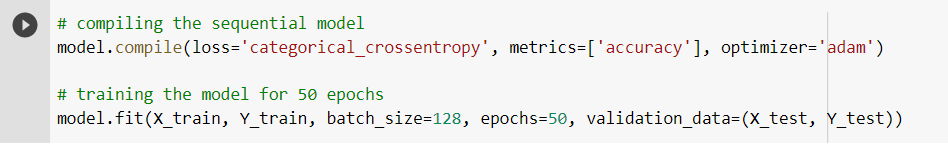 # compiling the sequential model
model.compile(loss='categorical_crossentropy', metrics=['accuracy'], optimizer='adam')
# training the model for 50 epochs
model.fit(X_train, Y_train, batch_size=128, epochs=50, validation_data=(X_test, Y_test))